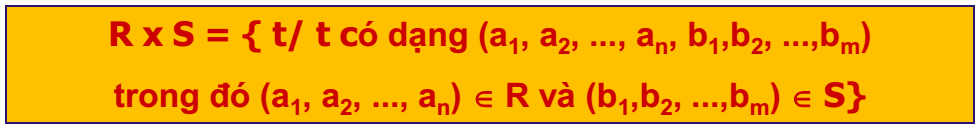 R x S = { t/ t có dạng (a₁, a₂, ..., aₙ, b₁,b₂, ...,bₘ)
trong đó (a₁, a₂, ..., aₙ) ∈ R và (b₁,b₂, ...,bₘ) ∈ S}